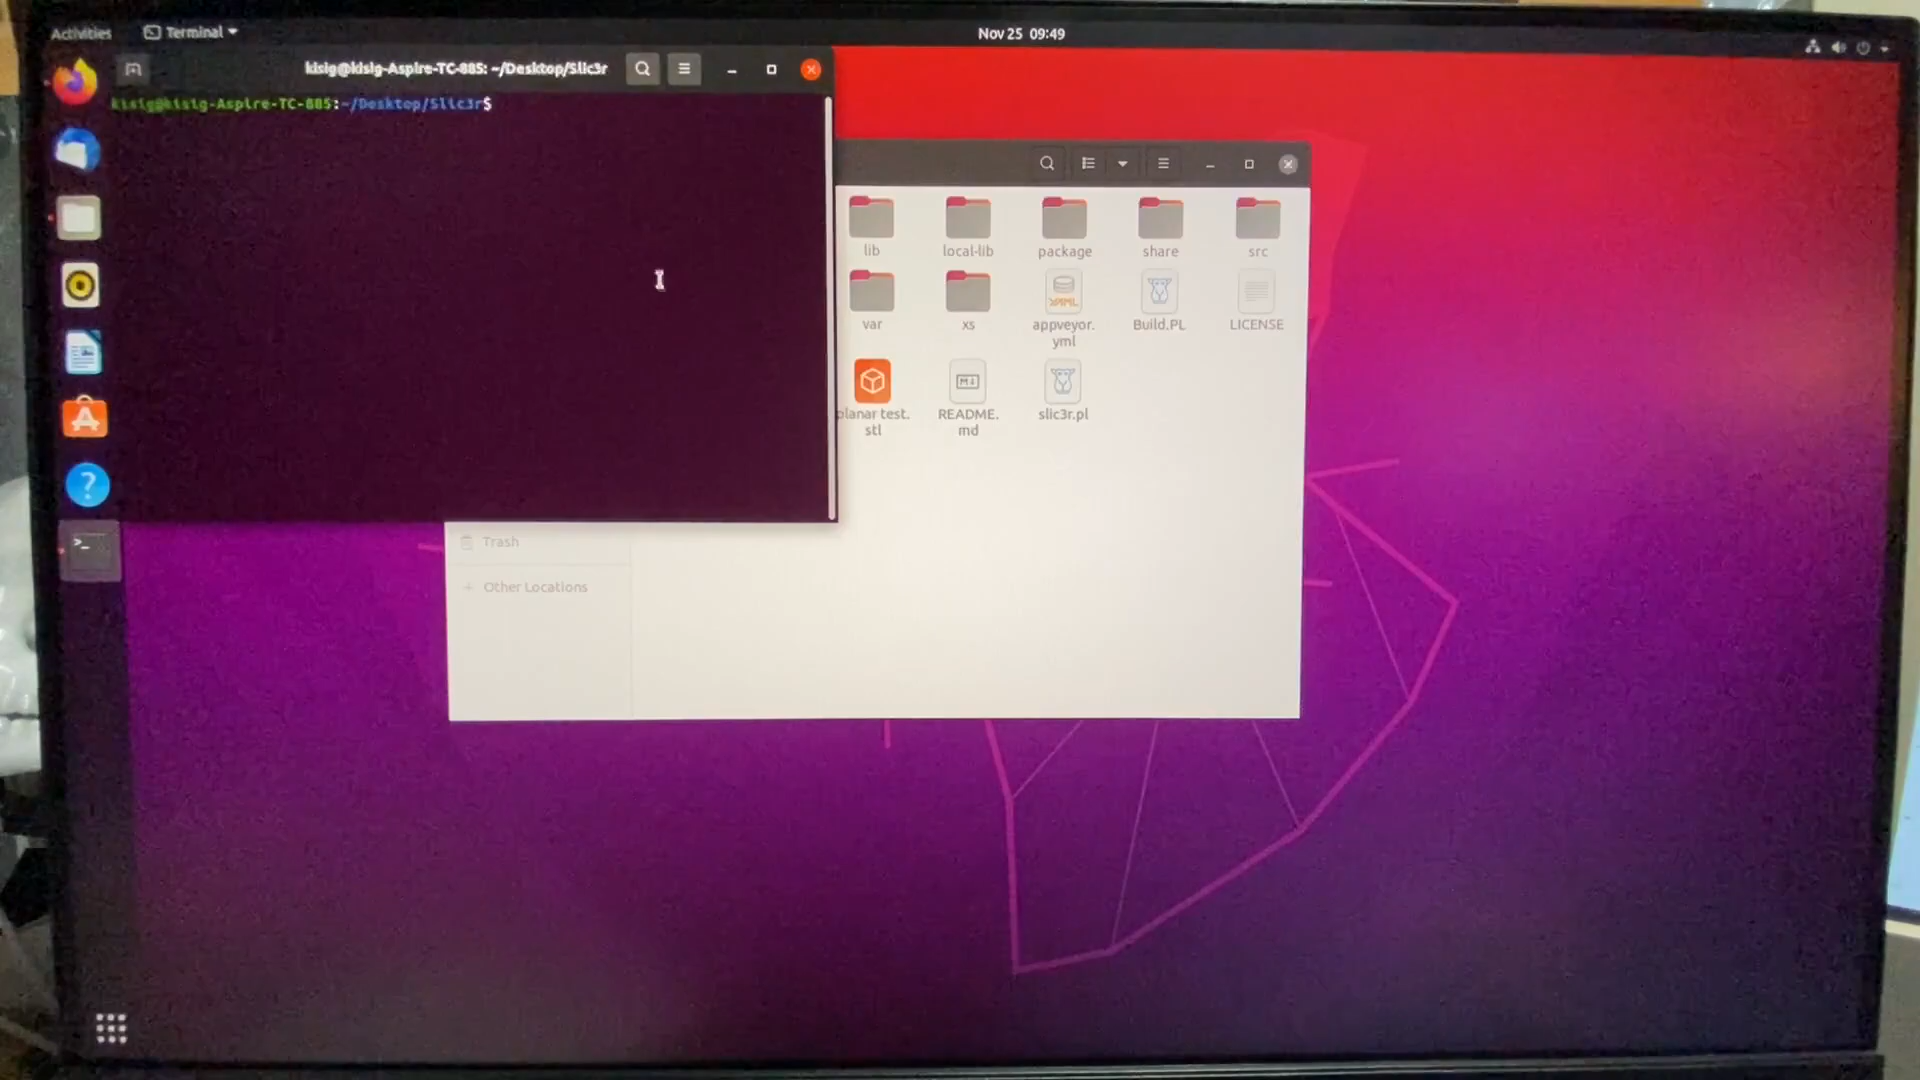 Activities
Terminal
Nov 25 09:49
kisig@kisig-Aspire-TC-885: ~/Desktop/Slic3r
kisig@kisig-Aspire-TC-885:~/Desktop/Slic3r$
lib
local-lib
package
share
src
var
xs
YAML
appveyor.
yml
Build.PL
LICENSE
planar test.
stl
README.
md
slic3r.pl
Trash
Other Locations